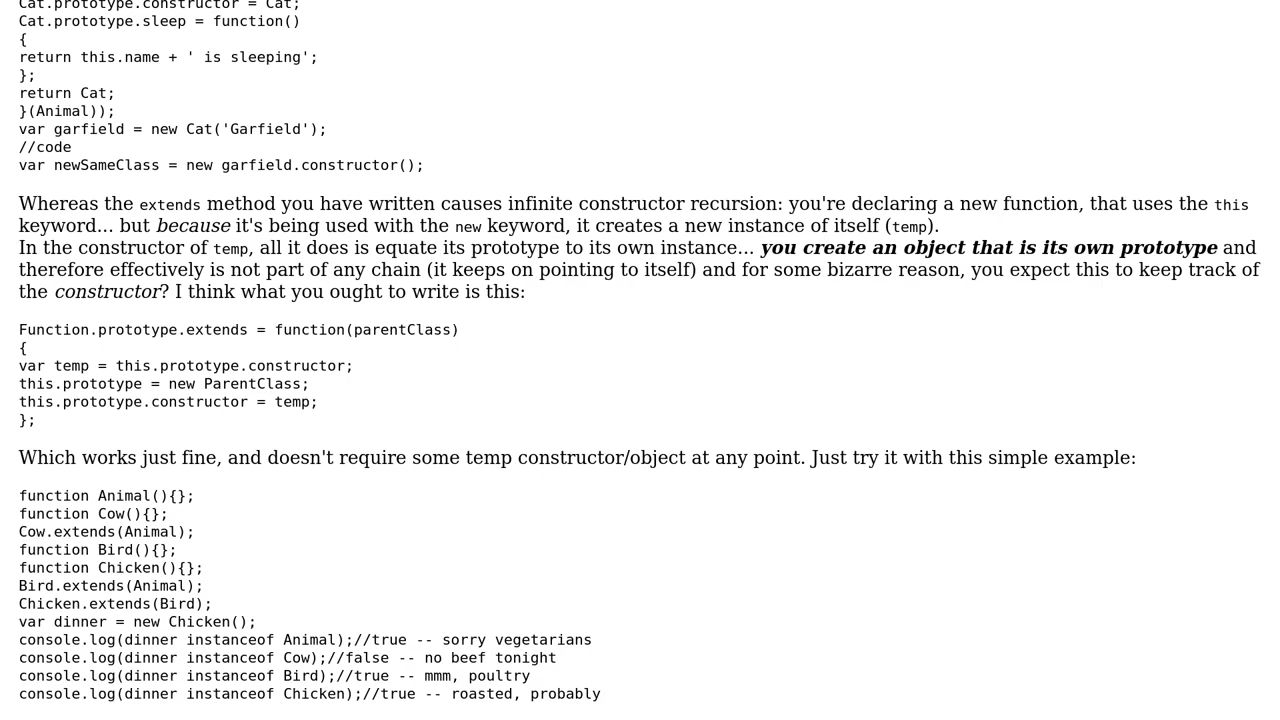 Cat.prototype.constructor = Cat;
Cat.prototype.sleep = function()
{
return this.name + ' is sleeping';
};
return Cat;
}(Animal));
var garfield = new Cat('Garfield');
//code
var newSameClass = new garfield.constructor();
Whereas the extends method you have written causes infinite constructor recursion: you're declaring a new function, that uses the this
keyword... but because it's being used with the new keyword, it creates a new instance of itself (temp).
In the constructor of temp, all it does is equate its prototype to its own instance... you create an object that is its own prototype and
therefore effectively is not part of any chain (it keeps on pointing to itself) and for some bizarre reason, you expect this to keep track of
the constructor? I think what you ought to write is this:
Function.prototype.extends = function(parentClass)
{
var temp = this.prototype.constructor;
this.prototype = new ParentClass;
this.prototype.constructor = temp;
};
Which works just fine, and doesn't require some temp constructor/object at any point. Just try it with this simple example:
function Animal(){};
function Cow(){};
Cow.extends(Animal);
function Bird(){};
function Chicken(){};
Bird.extends(Animal);
Chicken.extends(Bird);
var dinner = new Chicken();
console.log(dinner instanceof Animal);//true -- sorry vegetarians
console.log(dinner instanceof Cow);//false -- no beef tonight
console.log(dinner instanceof Bird);//true -- mmm, poultry
console.log(dinner instanceof Chicken);//true -- roasted, probably